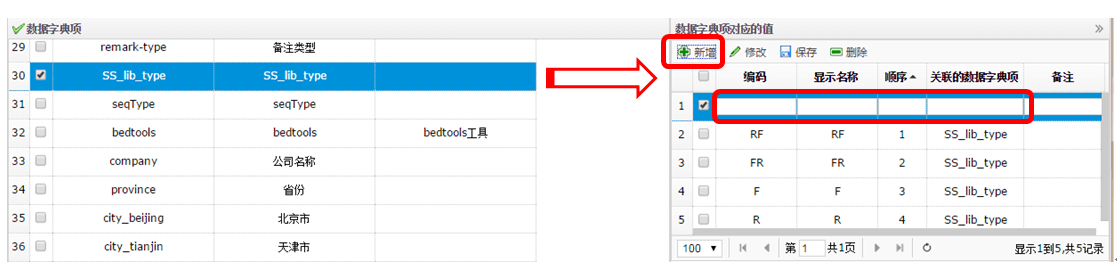 数据字典项
29 remark-type 备注类型
30 SS_lib_type SS_lib_type
31 seqType seqType
32 bedtools bedtools bedtools工具
33 company 公司名称
34 province 省份
35 city_beijing 北京市
36 city_tianjin 天津市
数据字典项对应的值
新增 修改 保存 删除
编码 显示名称 顺序 关联的数据字典项 备注
1
2 RF RF 1 SS_lib_type
3 FR FR 2 SS_lib_type
4 F F 3 SS_lib_type
5 R R 4 SS_lib_type
100 第 1 共1页 显示1到5,共5记录